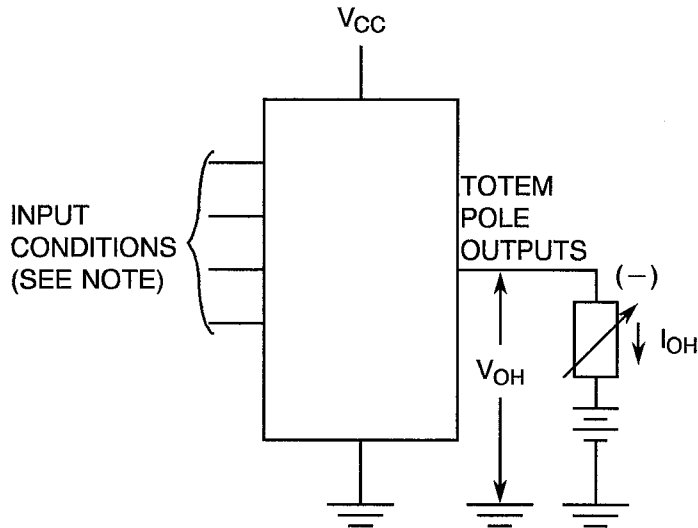 VCC
INPUT
CONDITIONS
(SEE NOTE)
TOTEM
POLE
OUTPUTS
(−)
IOH
VOH